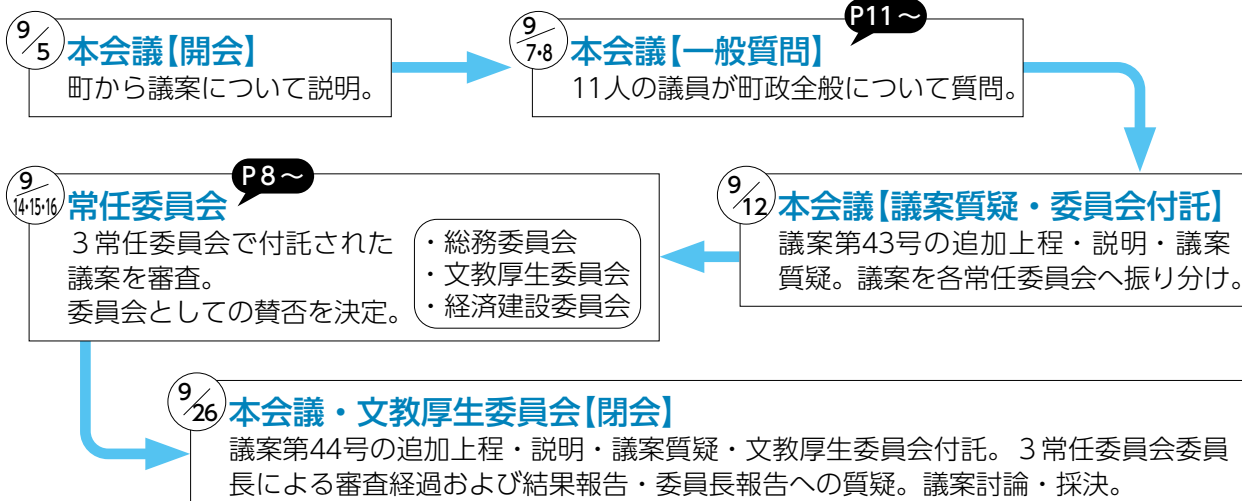 9/5 本会議【開会】
町から議案について説明。
P11～
9/7・8 本会議【一般質問】
11人の議員が町政全般について質問。
9/12 本会議【議案質疑・委員会付託】
議案第43号の追加上程・説明・議案
質疑。議案を各常任委員会へ振り分け。
P8～
9/14・15・16 常任委員会
３常任委員会で付託された
議案を審査。
委員会としての賛否を決定。
・総務委員会
・文教厚生委員会
・経済建設委員会
9/26 本会議・文教厚生委員会【閉会】
議案第44号の追加上程・説明・議案質疑・文教厚生委員会付託。３常任委員会委員
長による審査経過および結果報告・委員長報告への質疑。議案討論・採決。